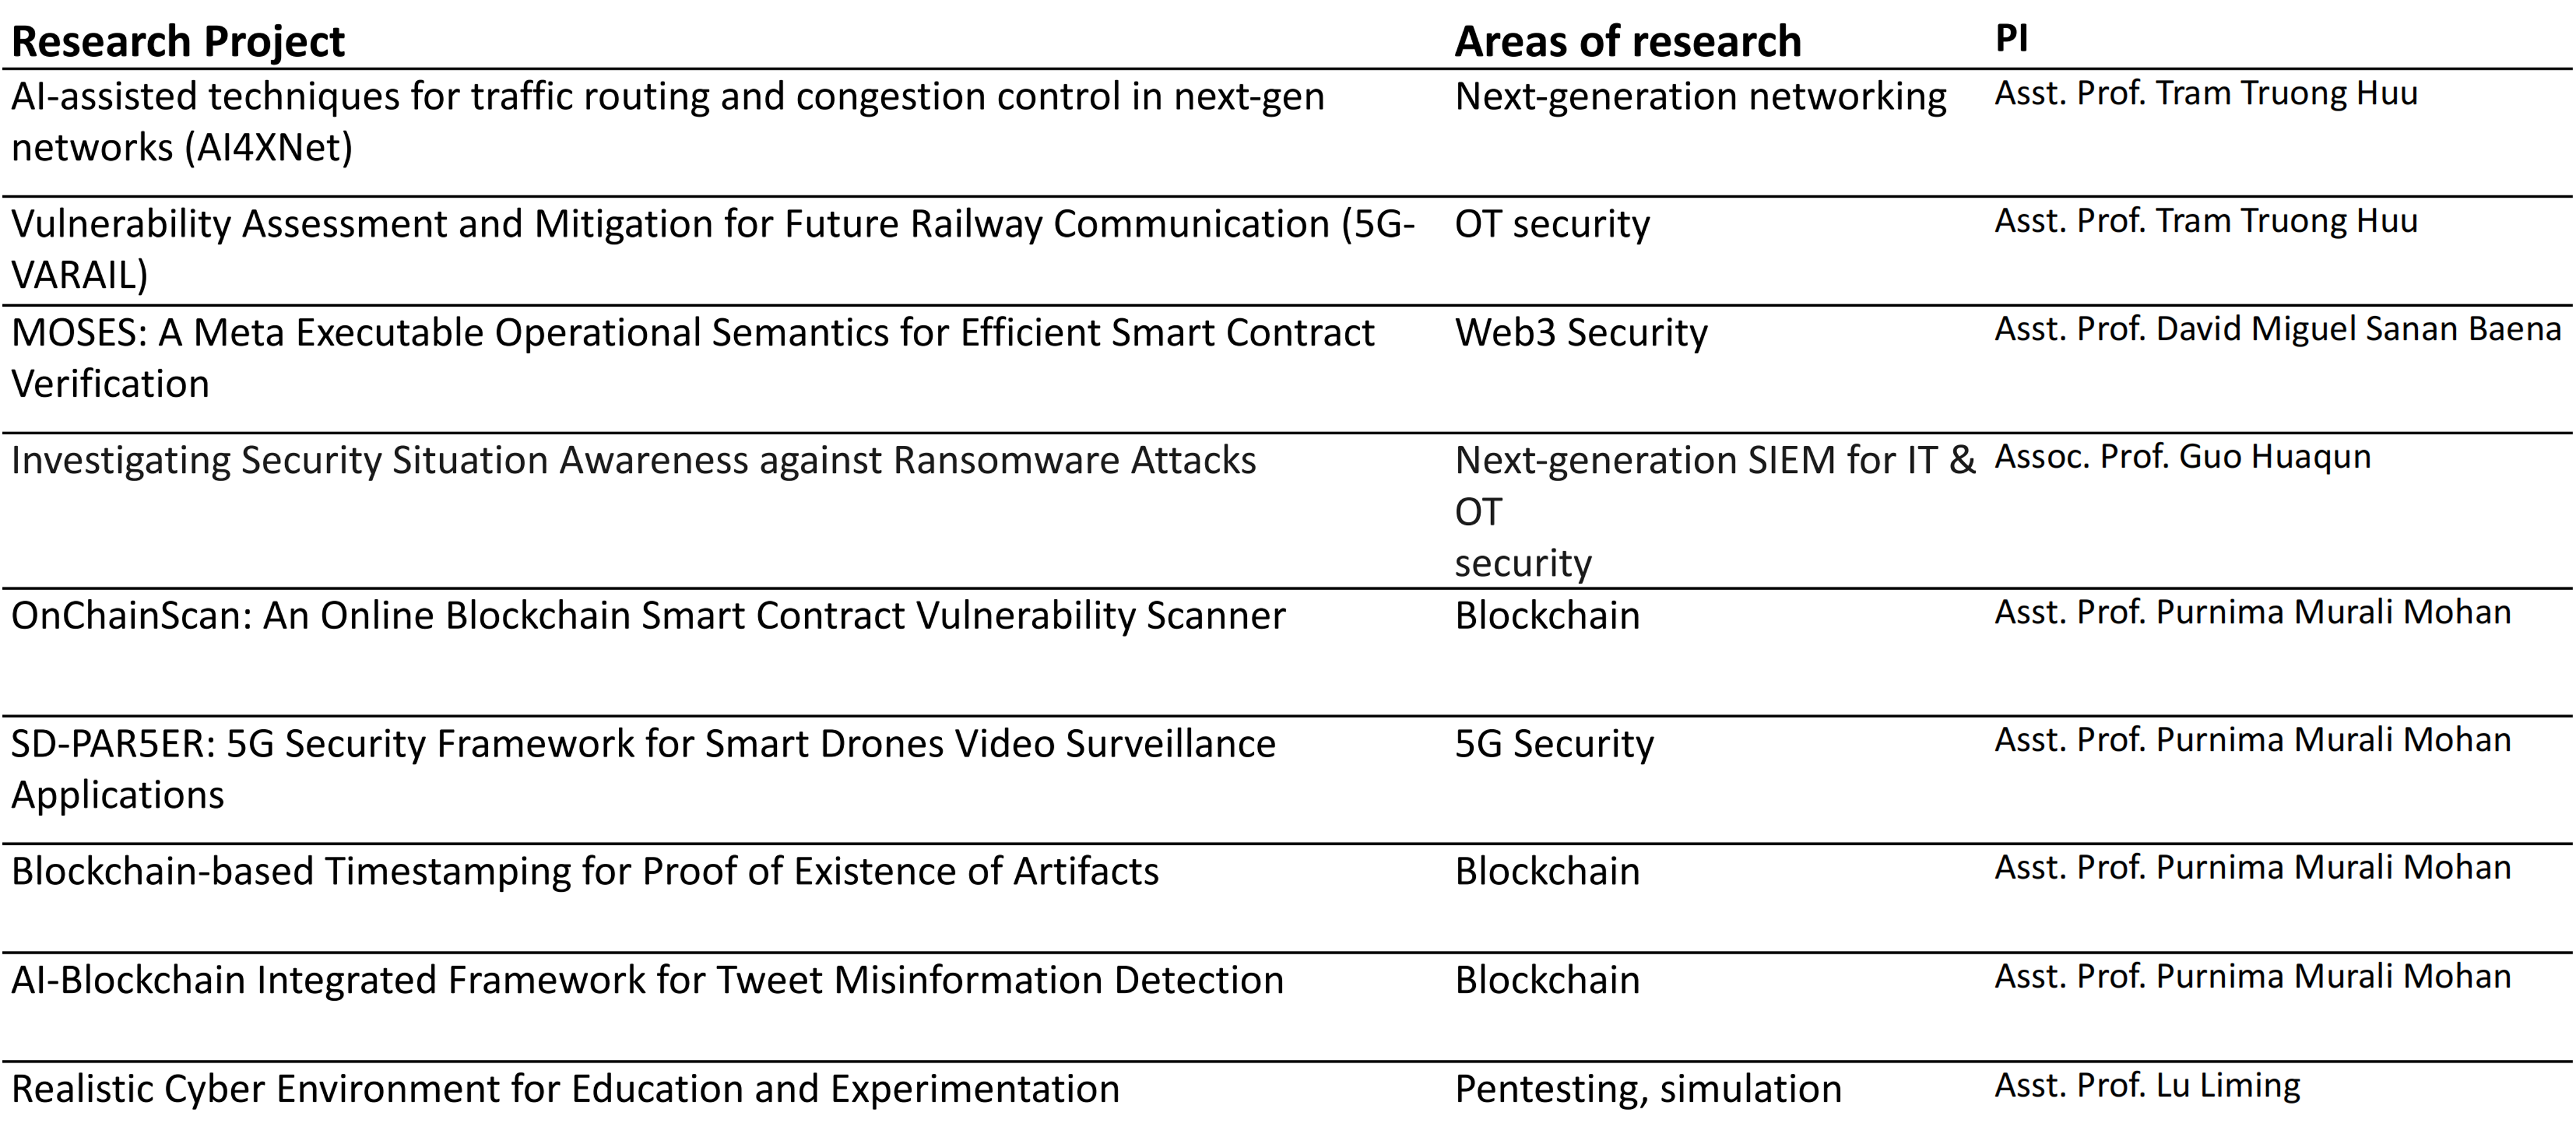 Research Project Areas of research PI
AI-assisted techniques for traffic routing and congestion control in next-gen Next-generation networking Asst. Prof. Tram Truong Huu
networks (AI4XNet)
Vulnerability Assessment and Mitigation for Future Railway Communication (5G- OT security Asst. Prof. Tram Truong Huu
VARAIL)
MOSES: A Meta Executable Operational Semantics for Efficient Smart Contract Web3 Security Asst. Prof. David Miguel Sanan Baena
Verification
Investigating Security Situation Awareness against Ransomware Attacks Next-generation SIEM for IT & Assoc. Prof. Guo Huaqun
OT
security
OnChainScan: An Online Blockchain Smart Contract Vulnerability Scanner Blockchain Asst. Prof. Purnima Murali Mohan
SD-PAR5ER: 5G Security Framework for Smart Drones Video Surveillance 5G Security Asst. Prof. Purnima Murali Mohan
Applications
Blockchain-based Timestamping for Proof of Existence of Artifacts Blockchain Asst. Prof. Purnima Murali Mohan
AI-Blockchain Integrated Framework for Tweet Misinformation Detection Blockchain Asst. Prof. Purnima Murali Mohan
Realistic Cyber Environment for Education and Experimentation Pentesting, simulation Asst. Prof. Lu Liming